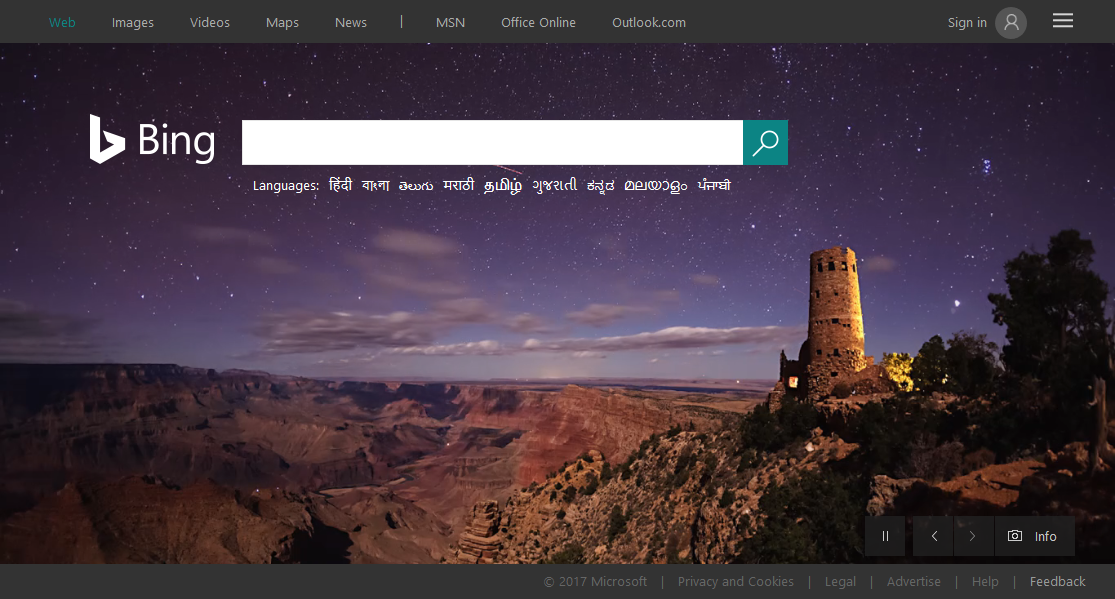 Web Images Videos Maps News | MSN Office Online Outlook.com Sign in
Bing
Languages: हिंदी বাংলা తెలుగు मराठी தமிழ் ગુજરાતી ಕನ್ನಡ മലയാളം ਪੰਜਾਬੀ
Info
© 2017 Microsoft | Privacy and Cookies | Legal | Advertise | Help | Feedback